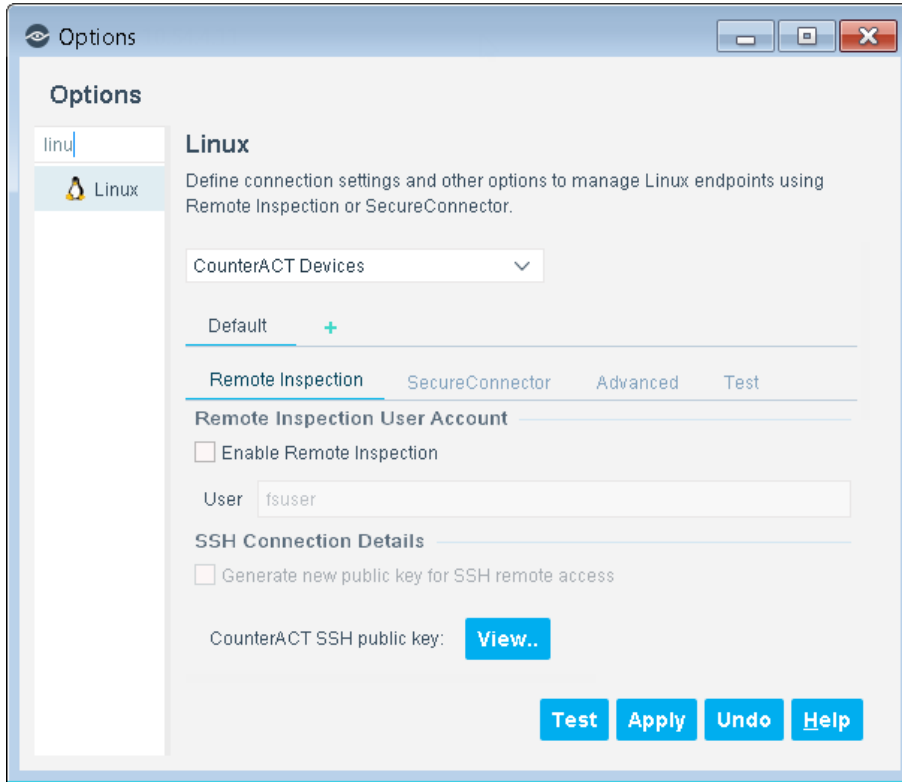 Options
Options
linu
Linux
Linux
Define connection settings and other options to manage Linux endpoints using
Remote Inspection or SecureConnector.
CounterACT Devices
Default +
Remote Inspection SecureConnector Advanced Test
Remote Inspection User Account
Enable Remote Inspection
User fsuser
SSH Connection Details
Generate new public key for SSH remote access
CounterACT SSH public key: View..
Test Apply Undo Help